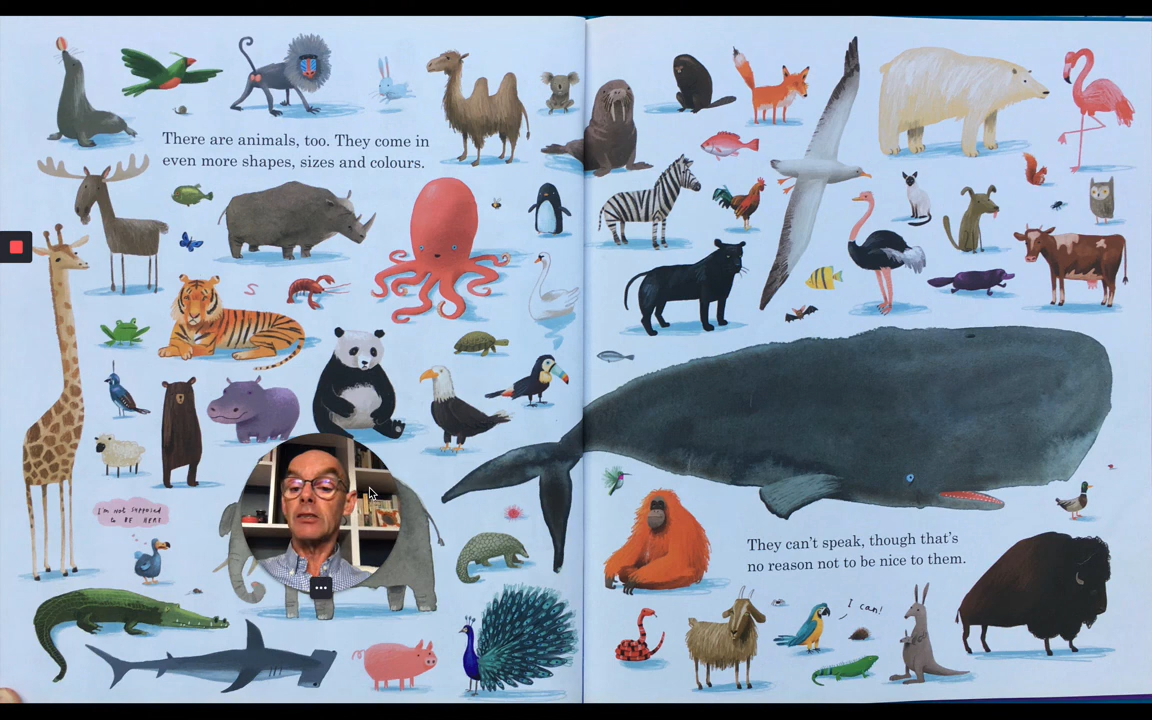 There are animals, too. They come in
even more shapes, sizes and colours.
I'm not supposed
to BE HERE
They can't speak, though that's
no reason not to be nice to them.
I can!